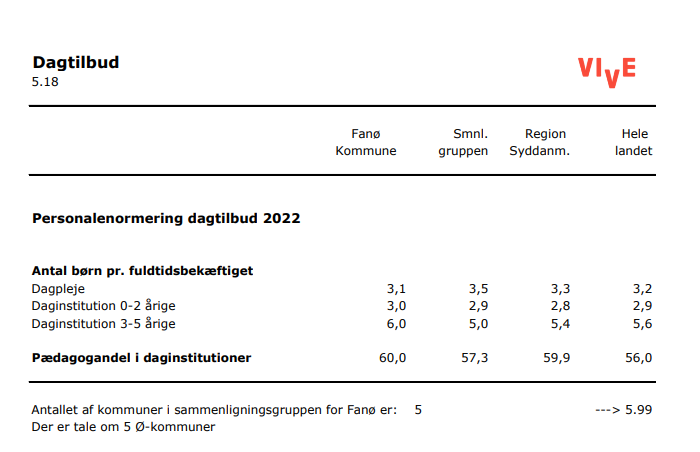 Dagtilbud
5.18
VIVE
Fanø Smnl. Region Hele
Kommune gruppen Syddanm. landet
Personalenormering dagtilbud 2022
Antal børn pr. fuldtidsbekæftiget
Dagpleje 3,1 3,5 3,3 3,2
Daginstitution 0-2 årige 3,0 2,9 2,8 2,9
Daginstitution 3-5 årige 6,0 5,0 5,4 5,6
Pædagogandel i daginstitutioner 60,0 57,3 59,9 56,0
Antallet af kommuner i sammenligningsgruppen for Fanø er: 5 ---> 5.99
Der er tale om 5 Ø-kommuner